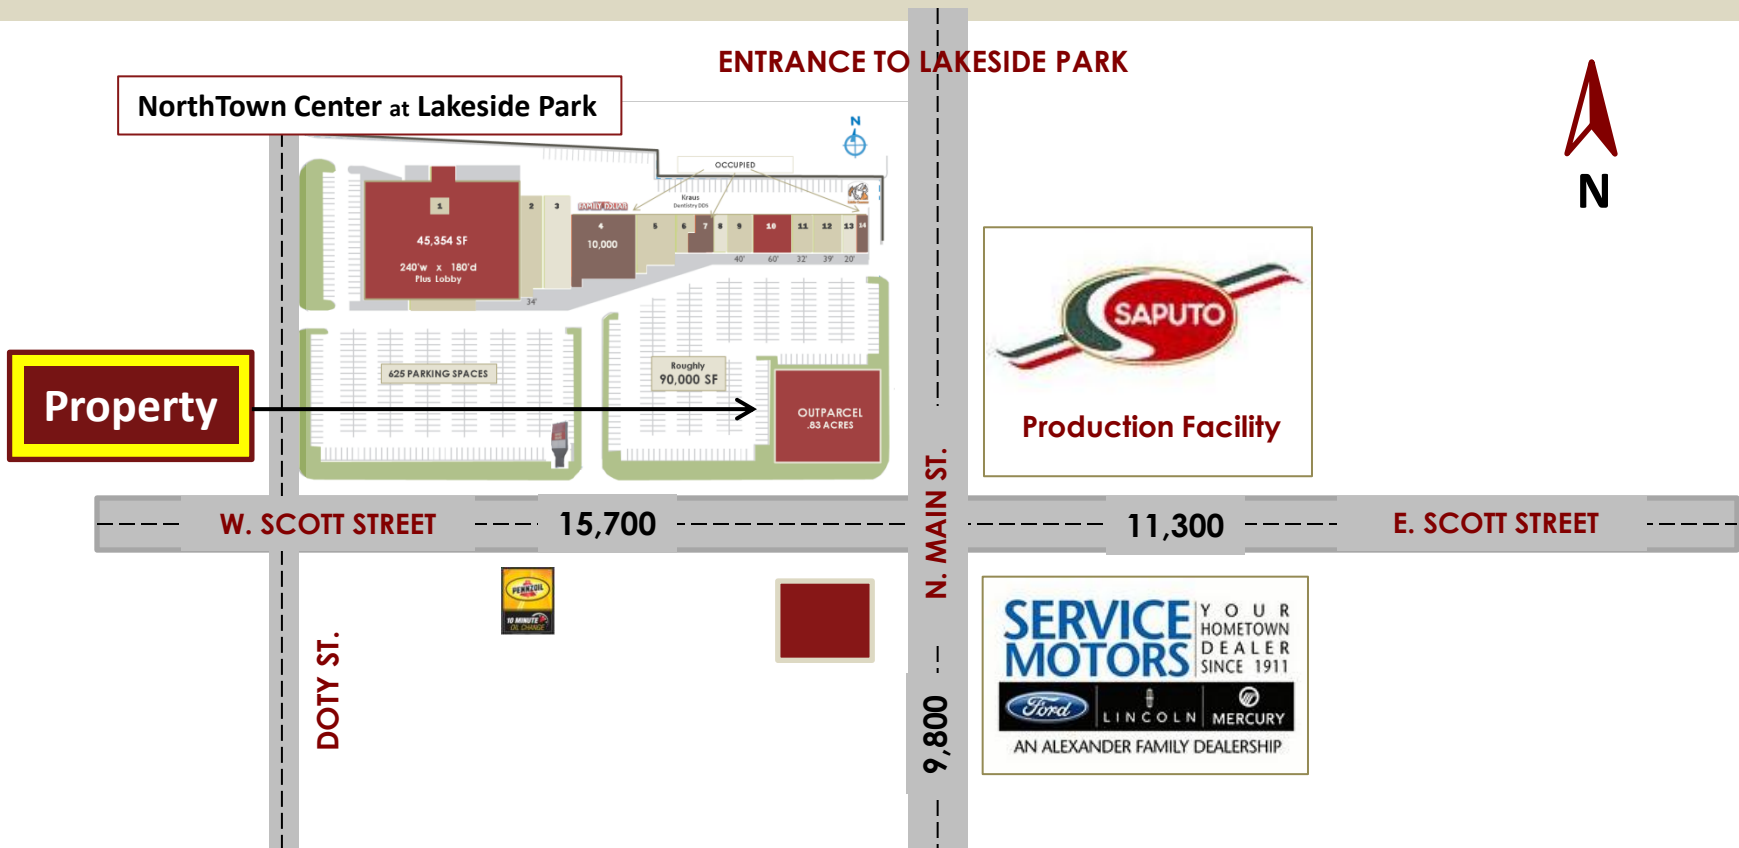 ENTRANCE TO LAKESIDE PARK
NorthTown Center at Lakeside Park
N
OCCUPIED
N
1
45,354 SF
240'w x 180'd
Plus Lobby
2
3
FAMILY DOLLAR
4
10,000
Kraus
Dentistry DDS
5
6
7
8
9
10
11
12
13
14
40'
60'
32'
39'
20'
34'
625 PARKING SPACES
Roughly
90,000 SF
Property
OUTPARCEL
.83 ACRES
SAPUTO
Production Facility
W. SCOTT STREET
15,700
N. MAIN ST.
11,300
E. SCOTT STREET
PENNZOIL
10 MINUTE
OIL CHANGE
DOTY ST.
9,800
SERVICE
MOTORS
YOUR
HOMETOWN
DEALER
SINCE 1911
Ford
LINCOLN
MERCURY
AN ALEXANDER FAMILY DEALERSHIP